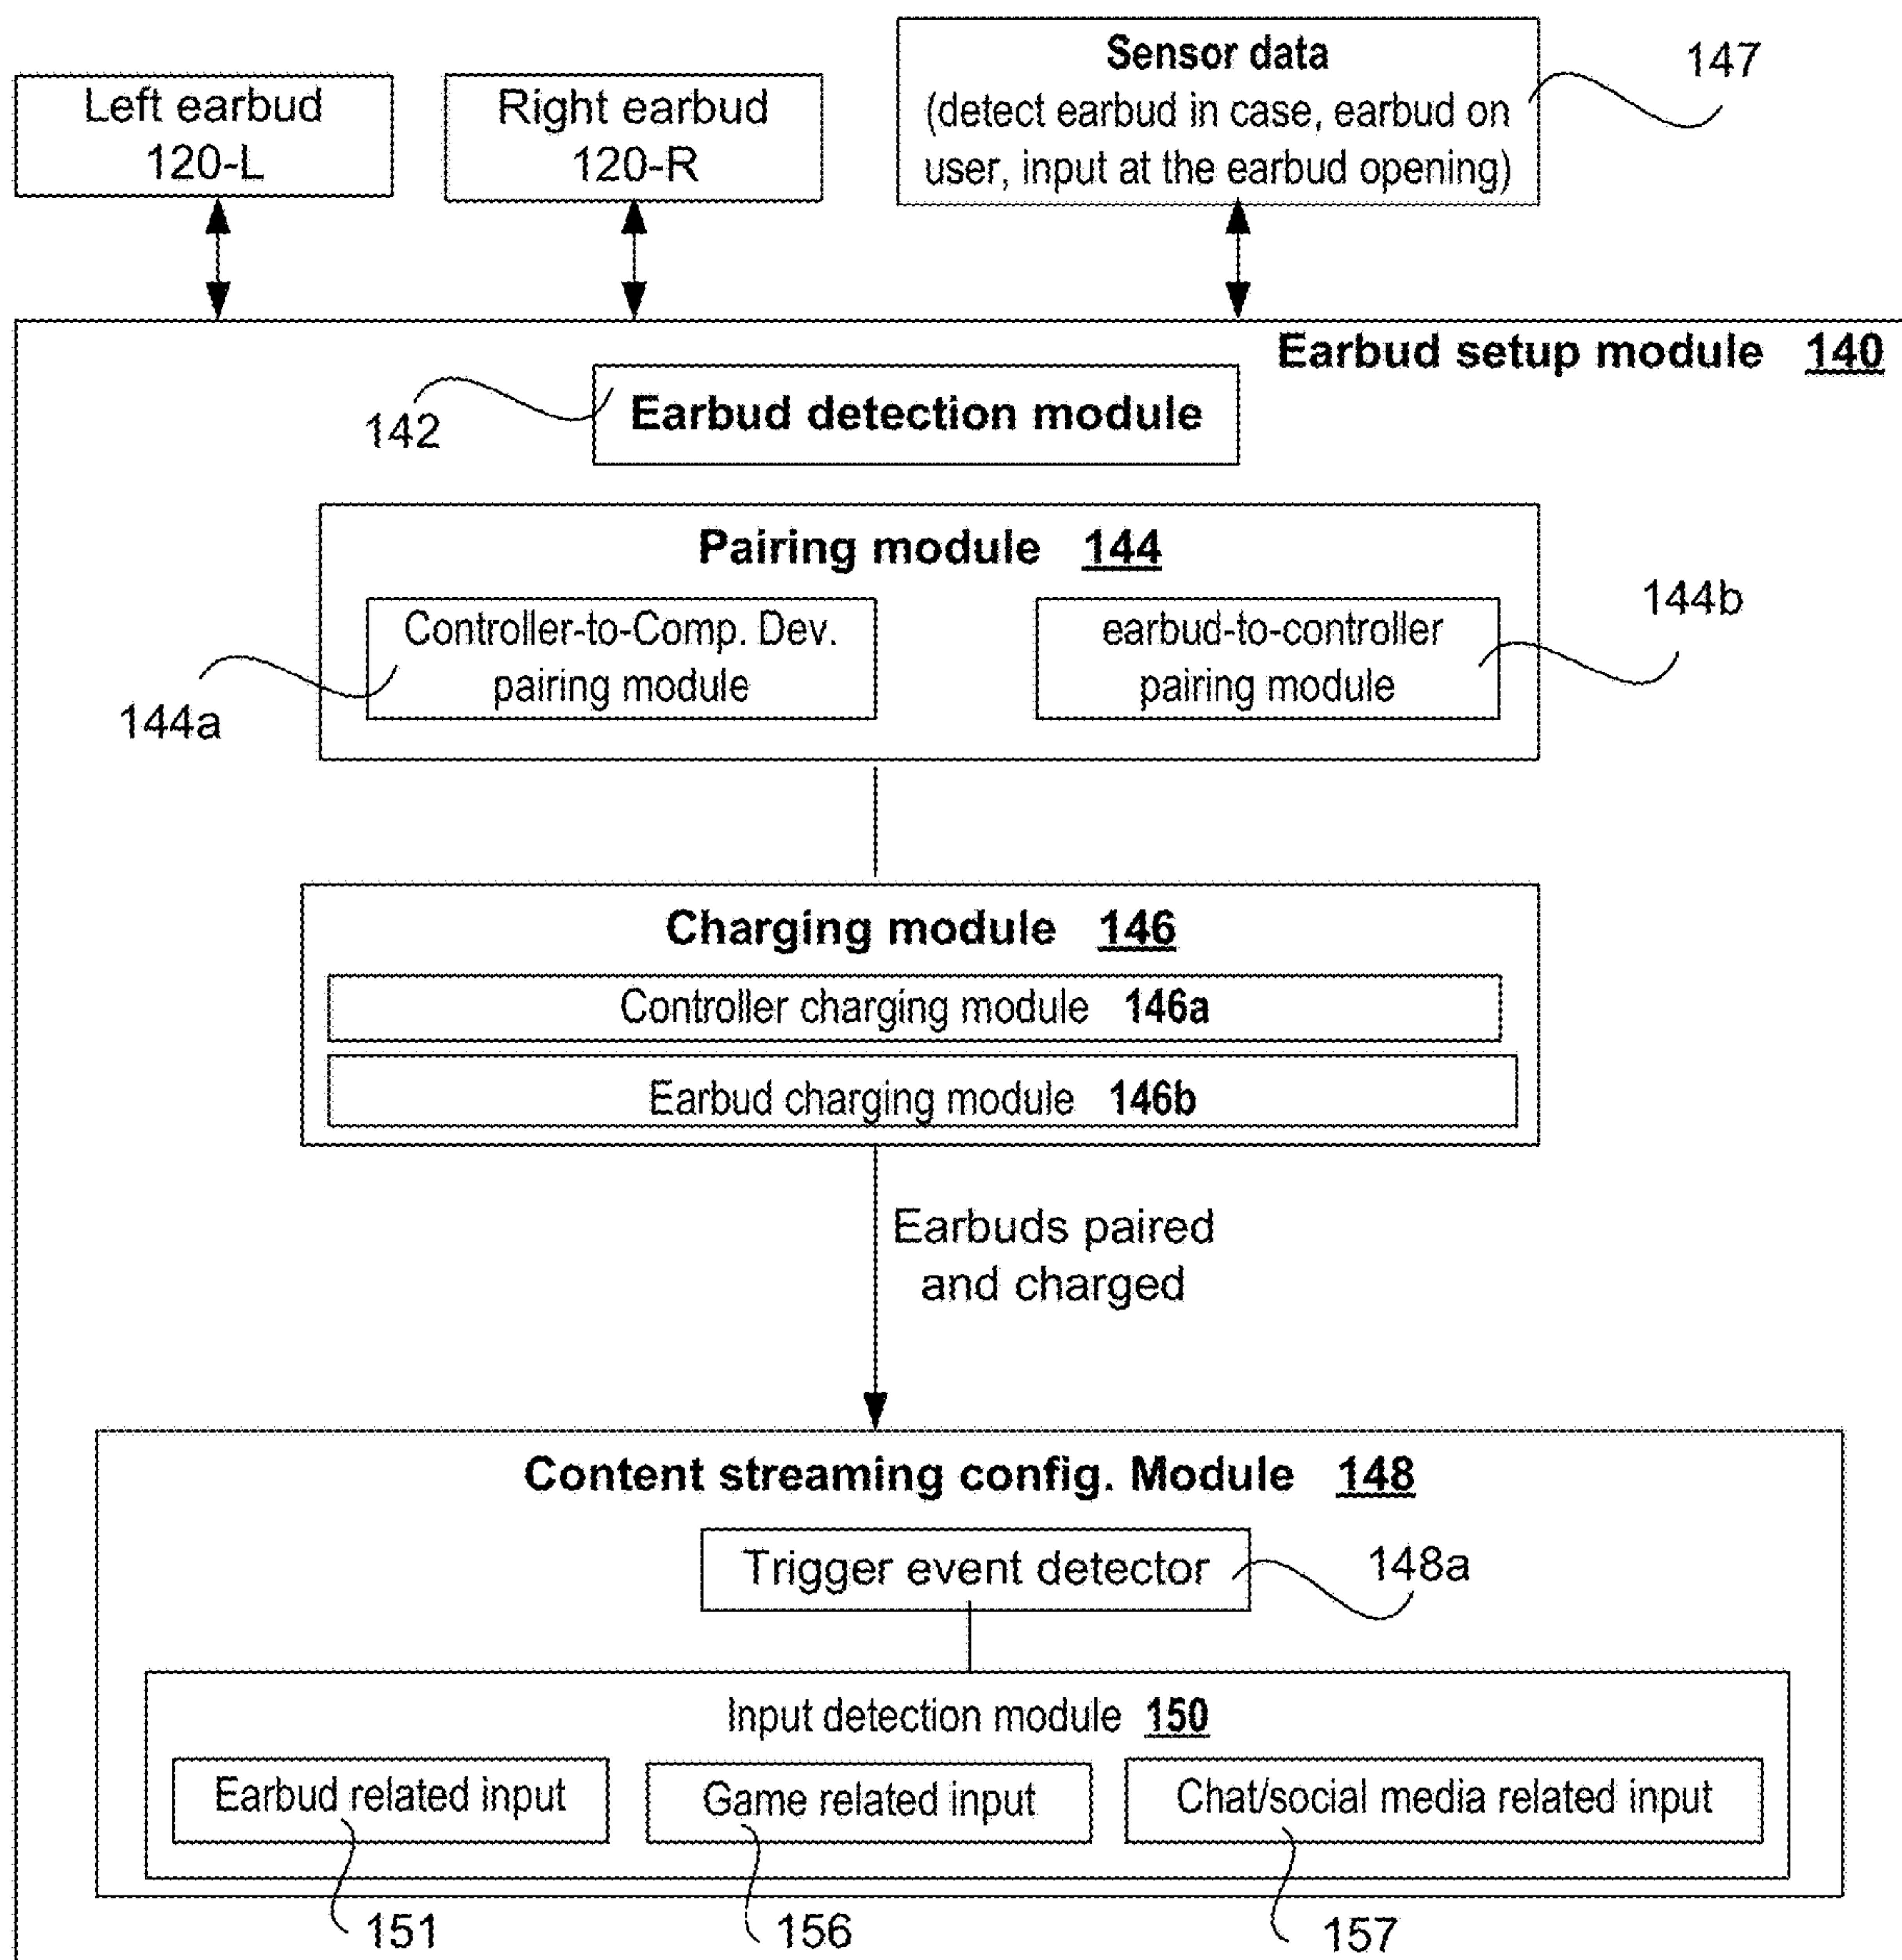 Left earbud
120-L
Right earbud
120-R
Sensor data
(detect earbud in case, earbud on
user, input at the earbud opening)
147
Earbud setup module 140
142
Earbud detection module
Pairing module 144
Controller-to-Comp. Dev.
pairing module
earbud-to-controller
pairing module
144a
144b
Charging module 146
Controller charging module 146a
Earbud charging module 146b
Earbuds paired
and charged
Content streaming config. Module 148
Trigger event detector
148a
Input detection module 150
Earbud related input
Game related input
Chat/social media related input
151
156
157